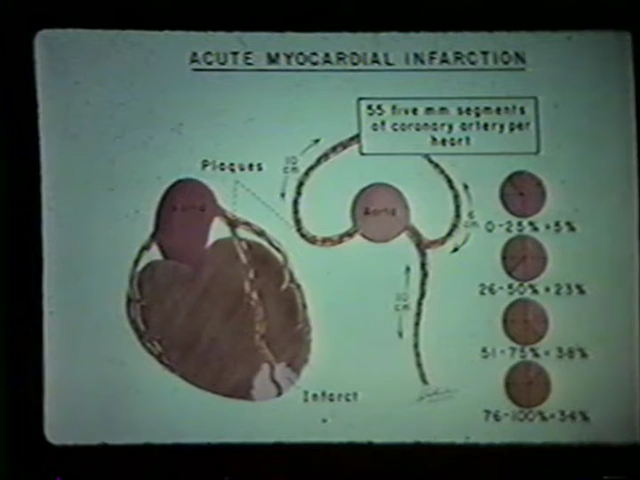 ACUTE MYOCARDIAL INFARCTION
55 five mm segments
of coronary artery per
heart
Plaques
10
cm
Aorta
Aorta
6
cm
0-25%=5%
26-50%=23%
10
cm
51-75%=38%
Infarct
76-100%=34%